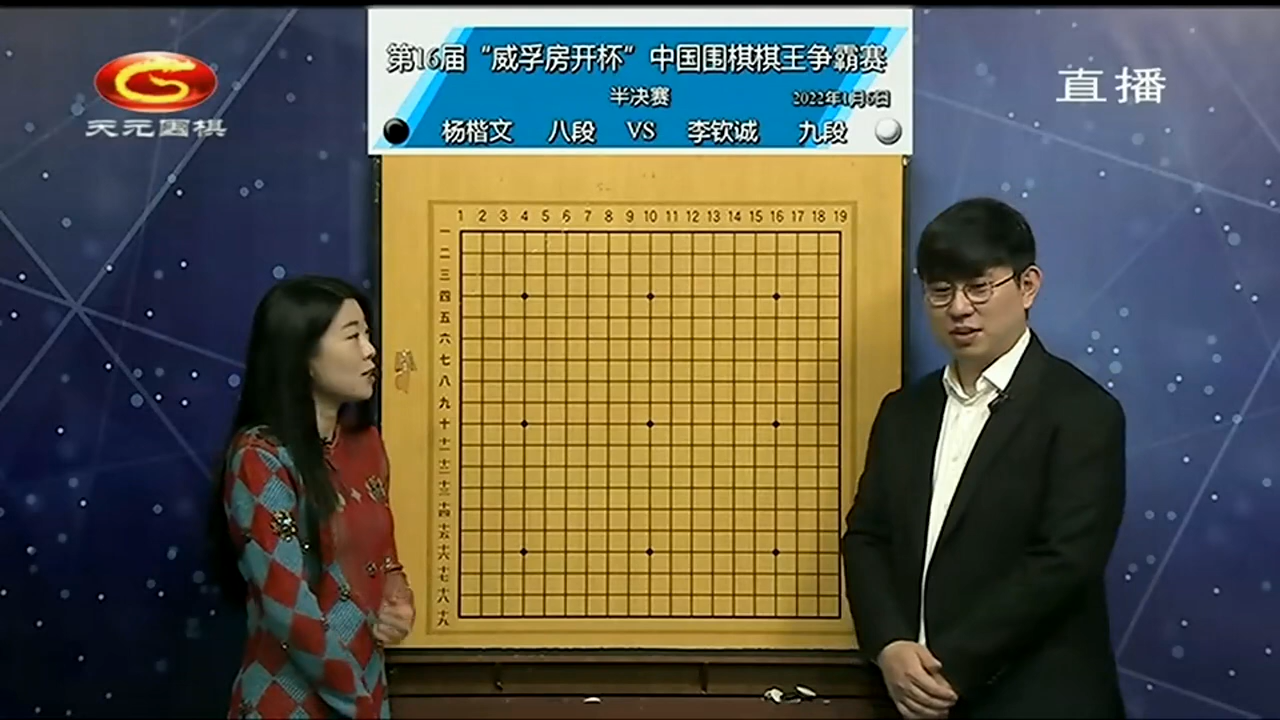 天元围棋
直播
第16届“威孚房开杯”中国围棋棋王争霸赛
半决赛 2022年1月6日
杨楷文 八段 VS 李钦诚 九段
1 2 3 4 5 6 7 8 9 10 11 12 13 14 15 16 17 18 19
一
二
三
四
五
六
七
八
九
十
十一
十二
十三
十四
十五
十六
十七
十八
十九